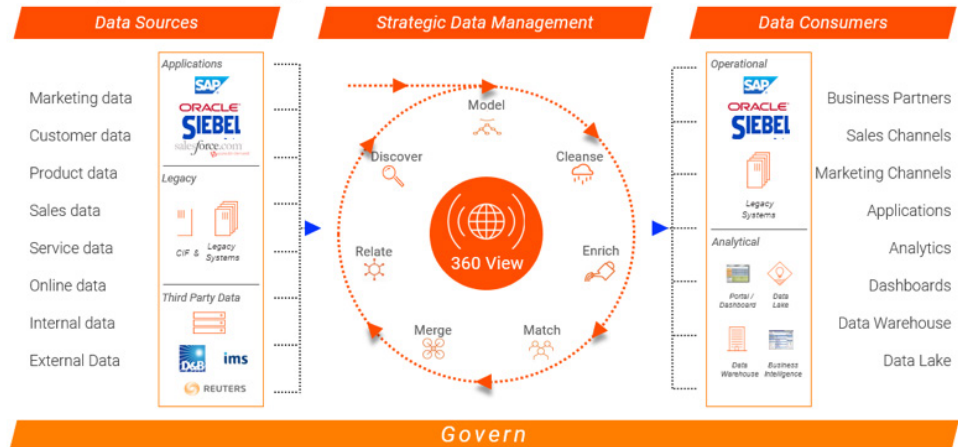 Data Sources
Strategic Data Management
Data Consumers
Marketing data
Customer data
Product data
Sales data
Service data
Online data
Internal data
External Data
Applications
SAP
ORACLE
SIEBEL
salesforce.com
Legacy
CIF &
Legacy
Systems
Third Party Data
D&B
ims
REUTERS
Model
Cleanse
Enrich
Match
Merge
Relate
Discover
360 View
Operational
SAP
ORACLE
SIEBEL
Legacy
Systems
Analytical
Portal /
Dashboard
Data
Lake
Data
Warehouse
Business
Intelligence
Business Partners
Sales Channels
Marketing Channels
Applications
Analytics
Dashboards
Data Warehouse
Data Lake
Govern